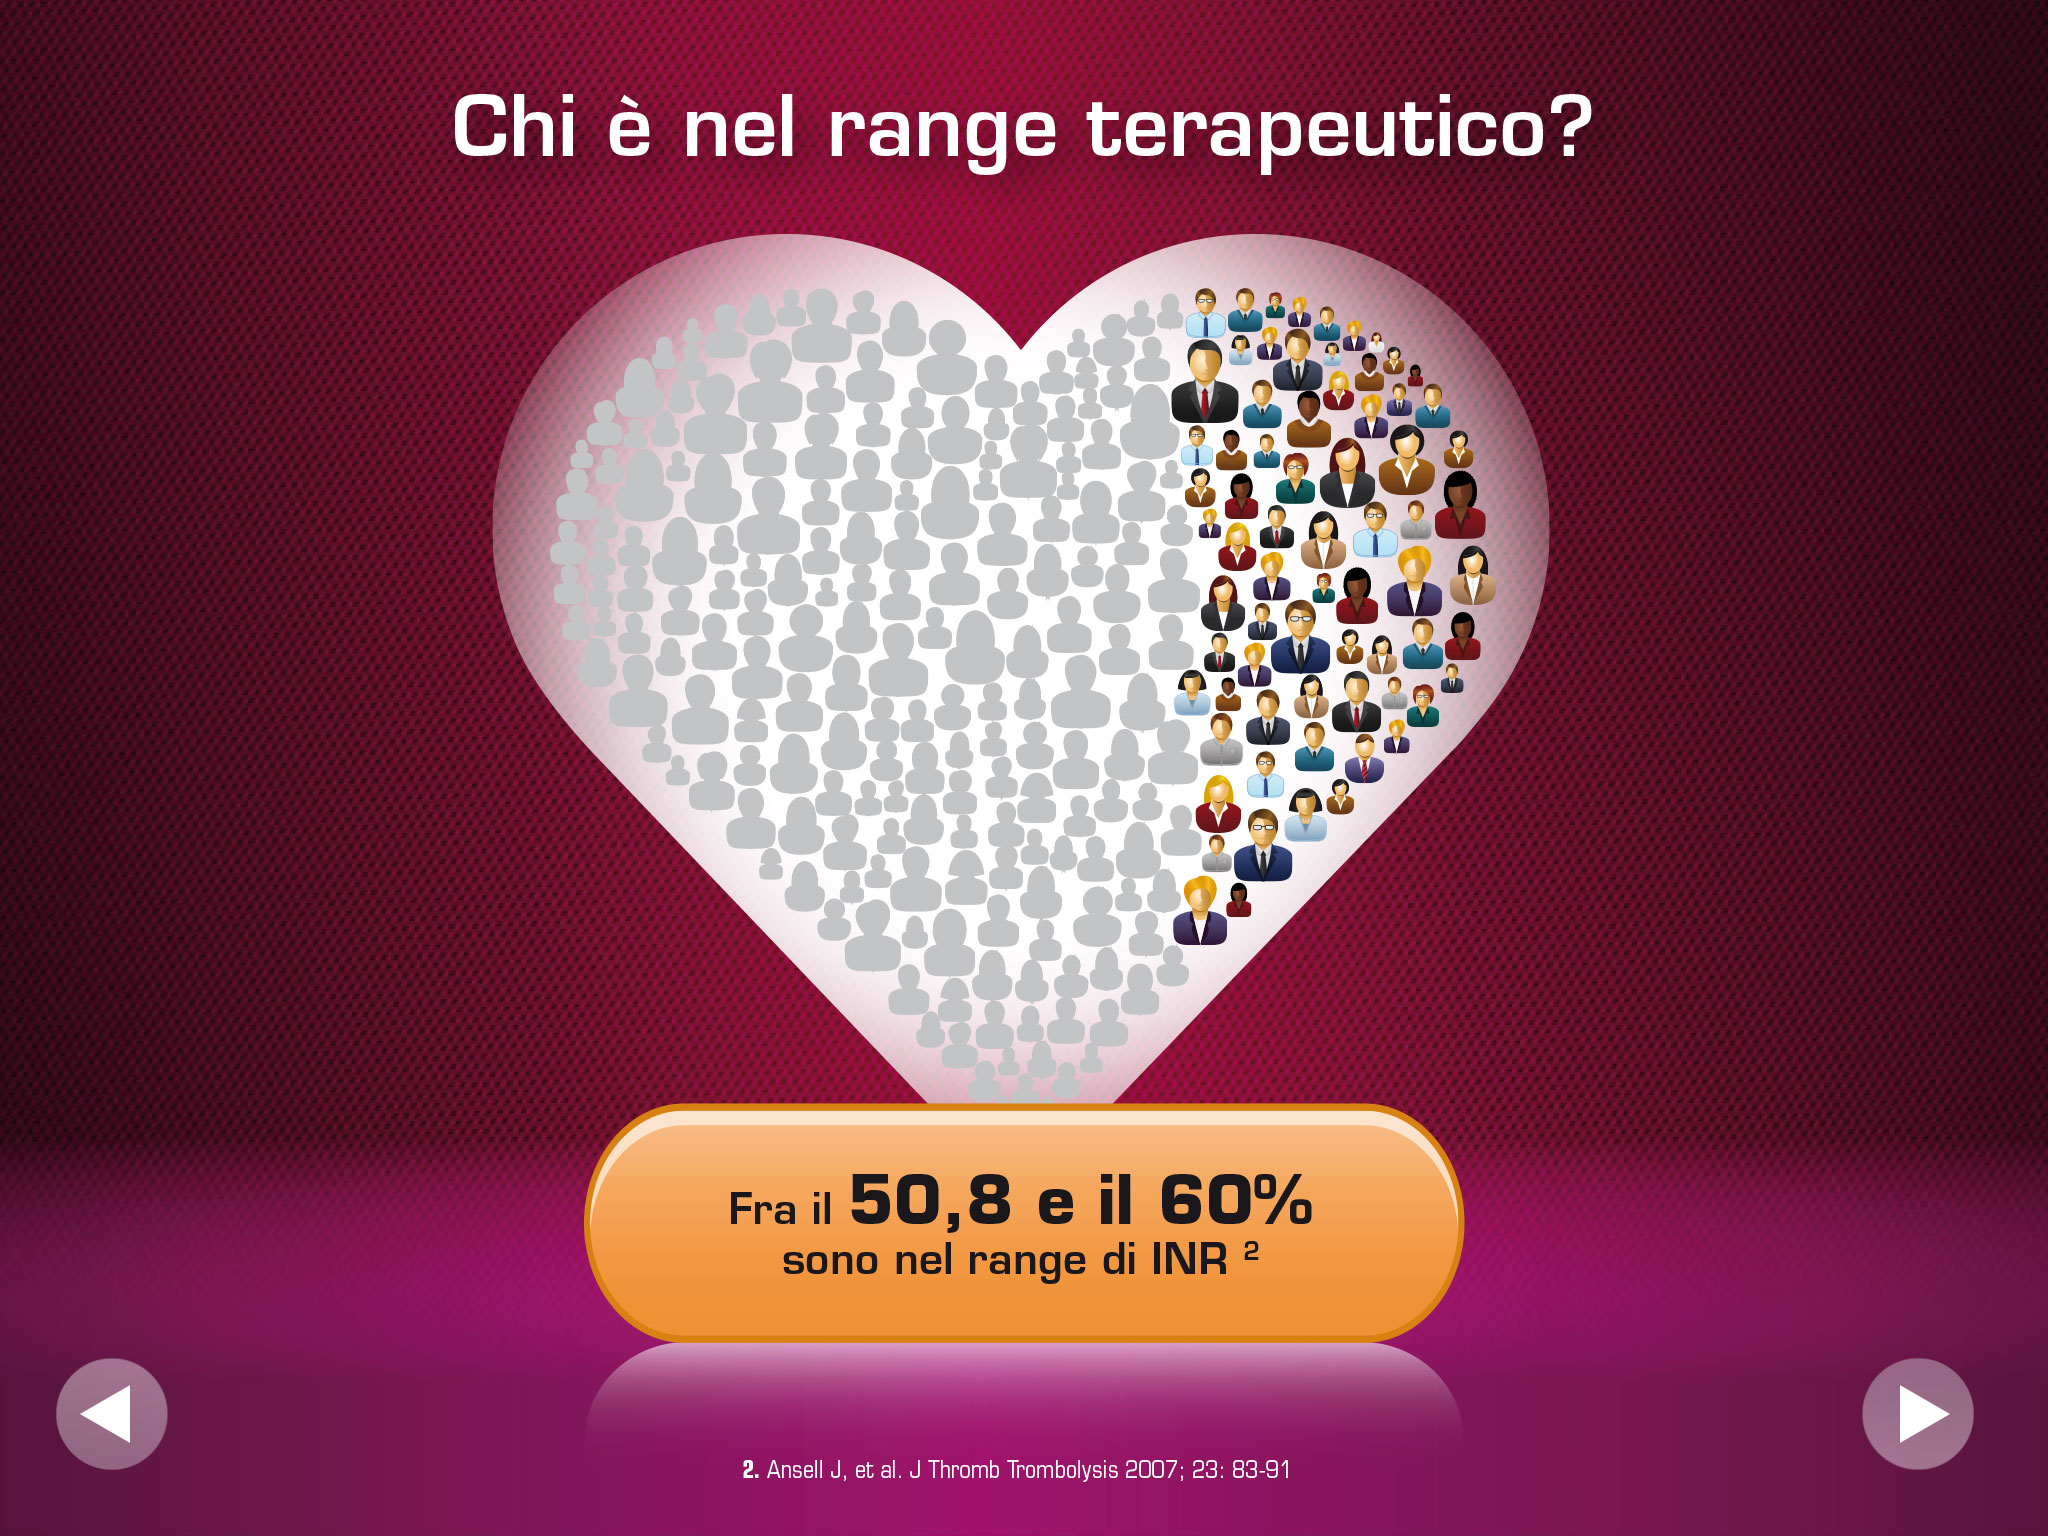 Chi è nel range terapeutico?
Fra il 50,8 e il 60%
sono nel range di INR ²
2. Ansell J, et al. J Thromb Trombolysis 2007; 23: 83-91